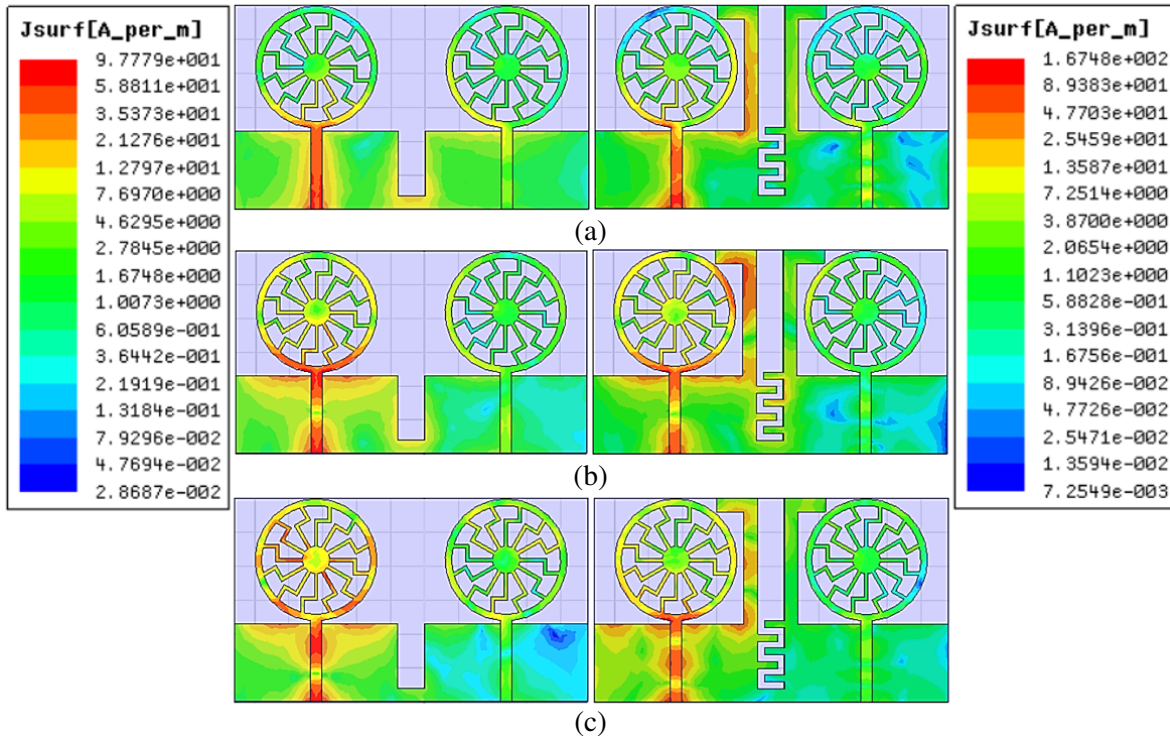 Jsurf[A_per_m]
9.7779e+001
5.8811e+001
3.5373e+001
2.1276e+001
1.2797e+001
7.6970e+000
4.6295e+000
2.7845e+000
1.6748e+000
1.0073e+000
6.0589e-001
3.6442e-001
2.1919e-001
1.3184e-001
7.9296e-002
4.7694e-002
2.8687e-002
(a)
(b)
(c)
Jsurf[A_per_m]
1.6748e+002
8.9383e+001
4.7703e+001
2.5459e+001
1.3587e+001
7.2514e+000
3.8700e+000
2.0654e+000
1.1023e+000
5.8828e-001
3.1396e-001
1.6756e-001
8.9426e-002
4.7726e-002
2.5471e-002
1.3594e-002
7.2549e-003